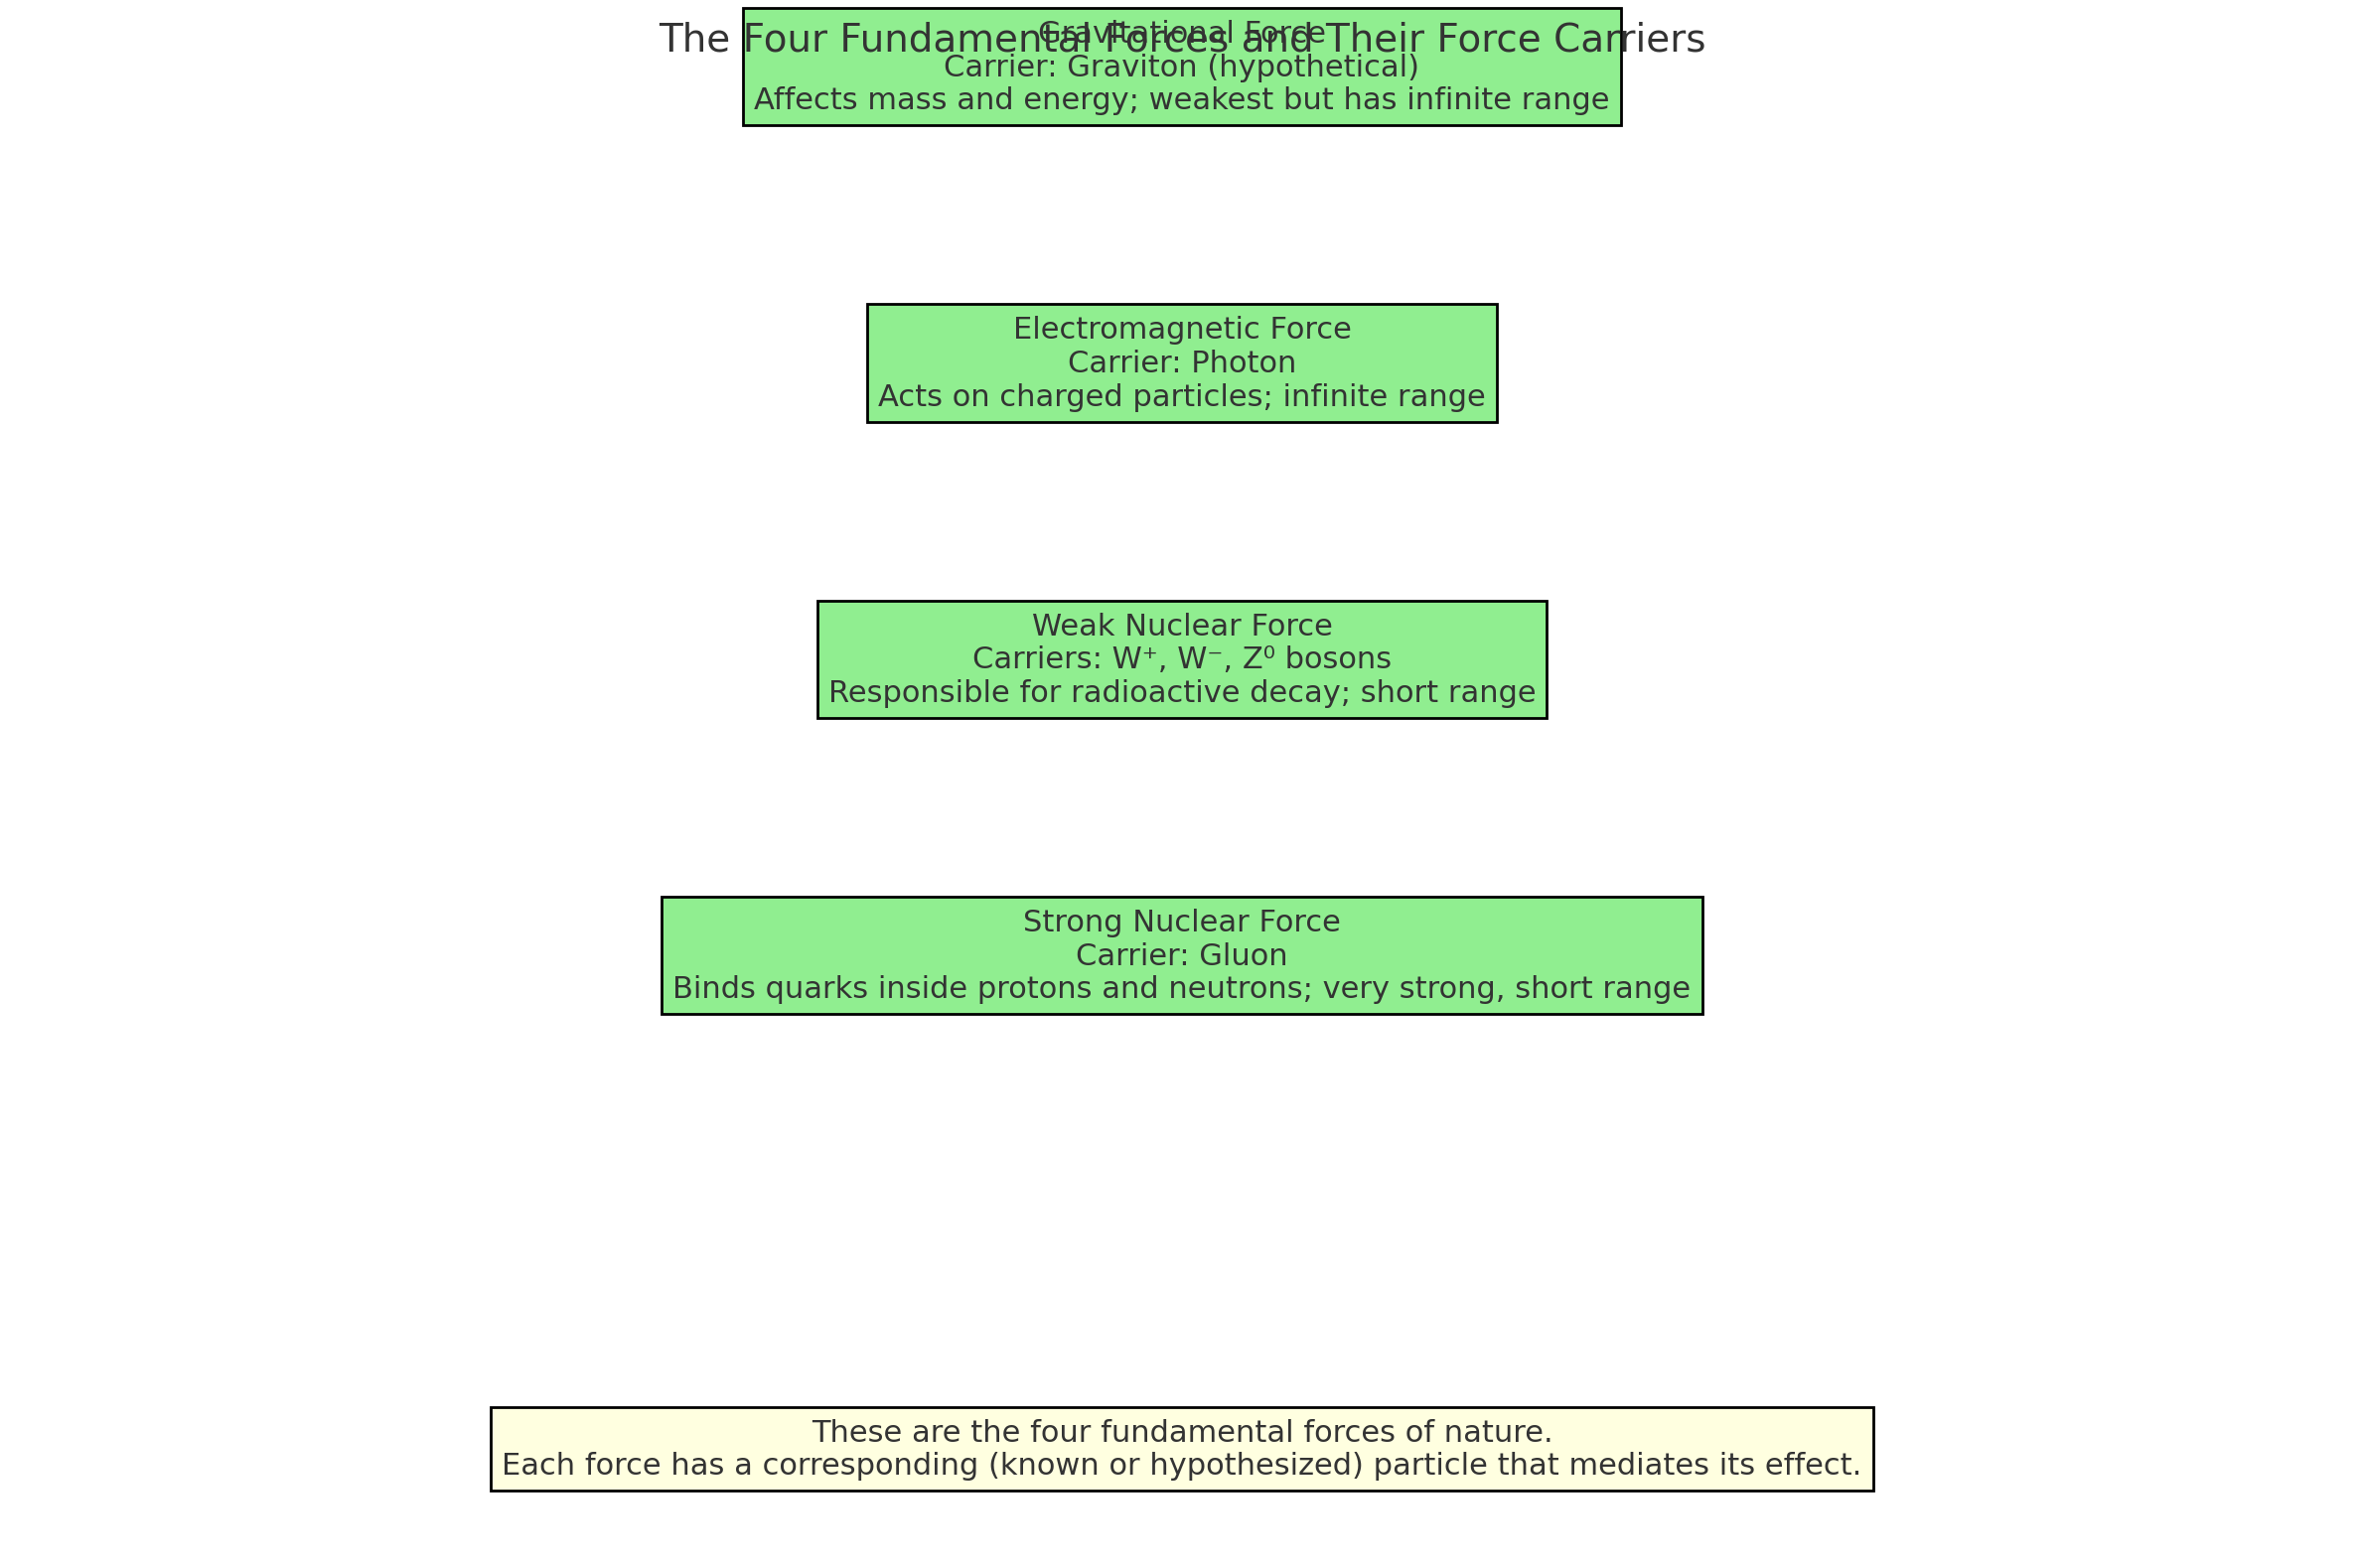 The Four Fundamental Forces and Their Force Carriers
Gravitational Force
Carrier: Graviton (hypothetical)
Affects mass and energy; weakest but has infinite range
Electromagnetic Force
Carrier: Photon
Acts on charged particles; infinite range
Weak Nuclear Force
Carriers: W⁺, W⁻, Z⁰ bosons
Responsible for radioactive decay; short range
Strong Nuclear Force
Carrier: Gluon
Binds quarks inside protons and neutrons; very strong, short range
These are the four fundamental forces of nature.
Each force has a corresponding (known or hypothesized) particle that mediates its effect.